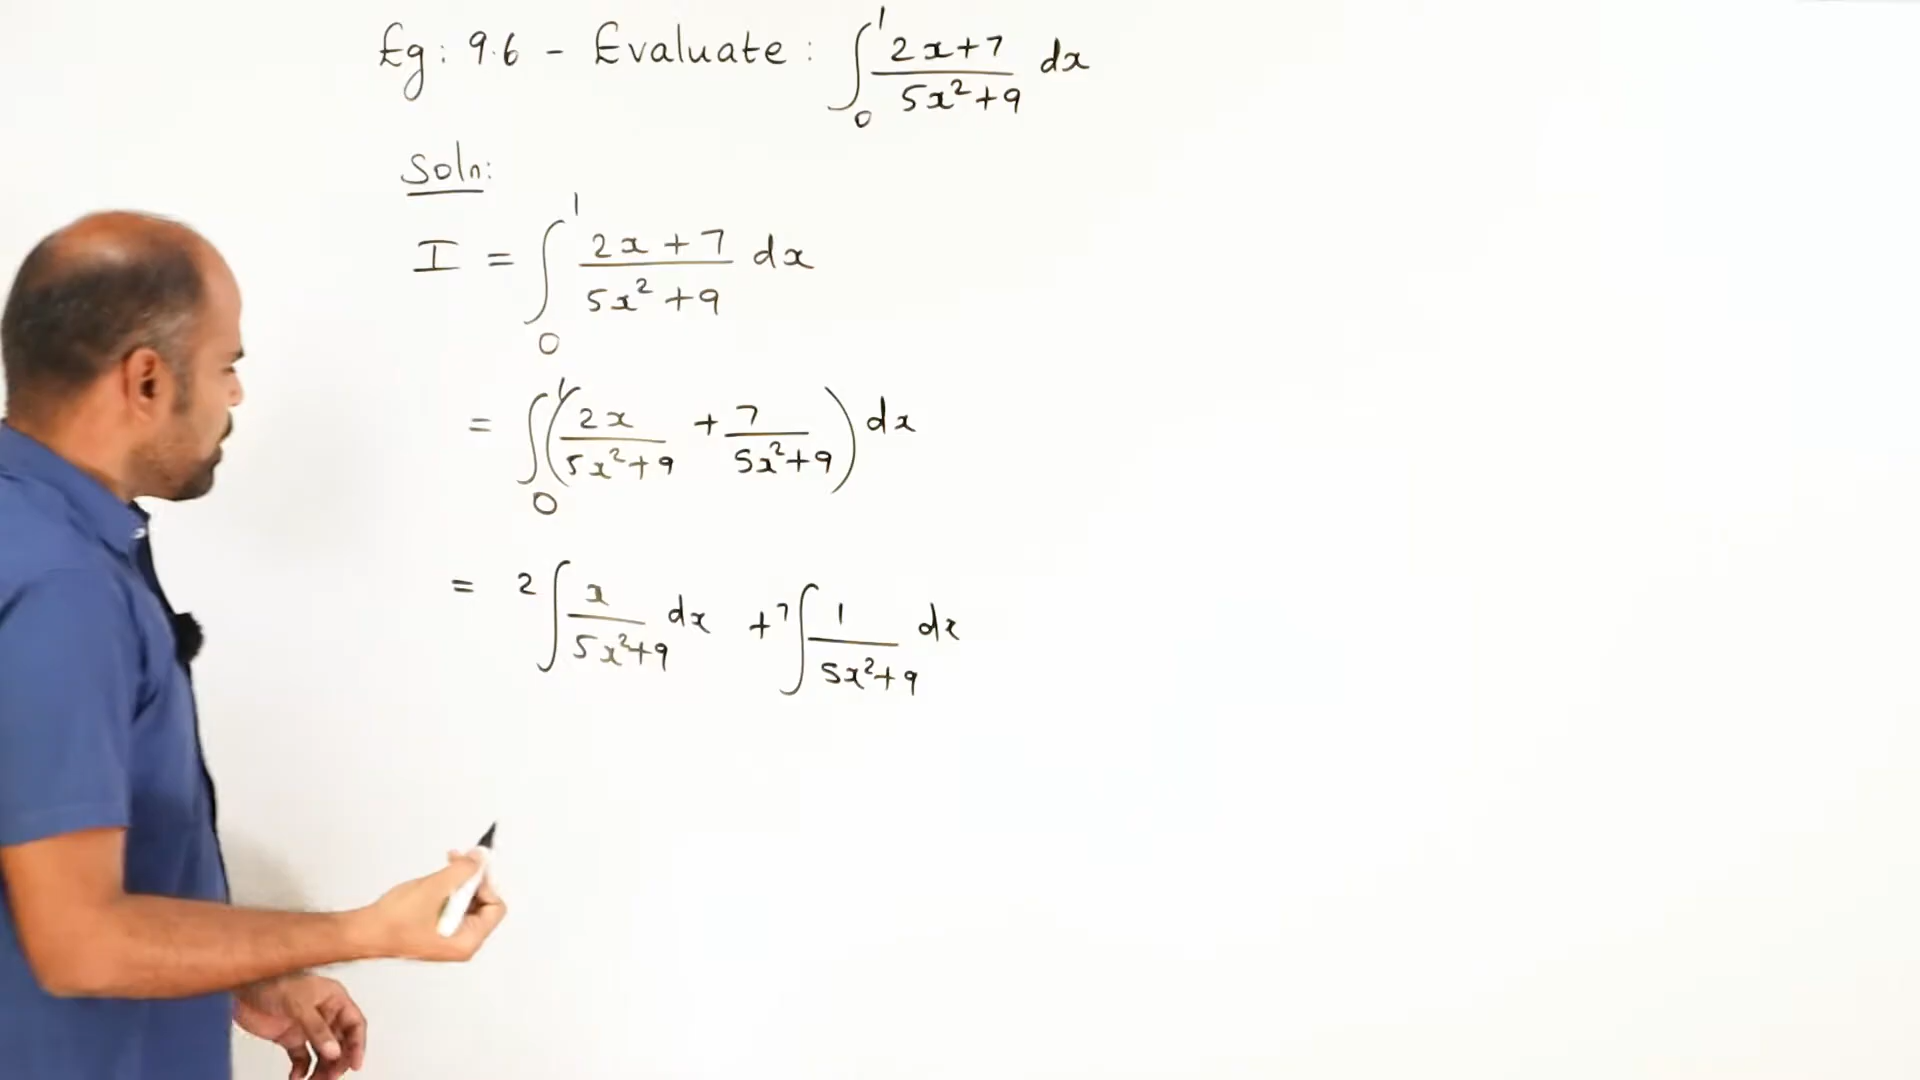 Eg: 9.6 - Evaluate : ∫₀¹ (2x+7)/(5x²+9) dx
Soln:
I = ∫₀¹ (2x+7)/(5x²+9) dx
= ∫₀¹ (2x/(5x²+9) + 7/(5x²+9)) dx
= 2∫ x/(5x²+9) dx + 7∫ 1/(5x²+9) dx